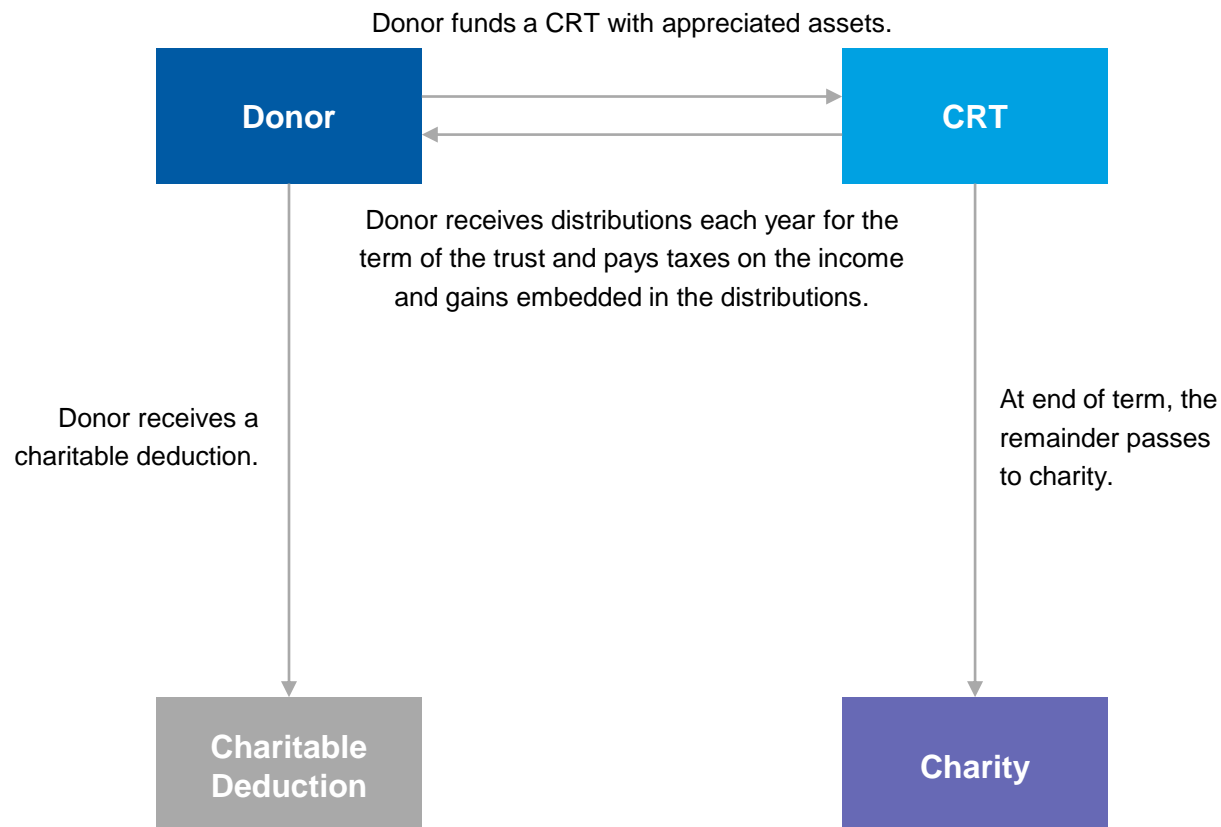 Donor funds a CRT with appreciated assets.
Donor
CRT
Donor receives distributions each year for the
term of the trust and pays taxes on the income
and gains embedded in the distributions.
Donor receives a
charitable deduction.
At end of term, the
remainder passes
to charity.
Charitable
Deduction
Charity